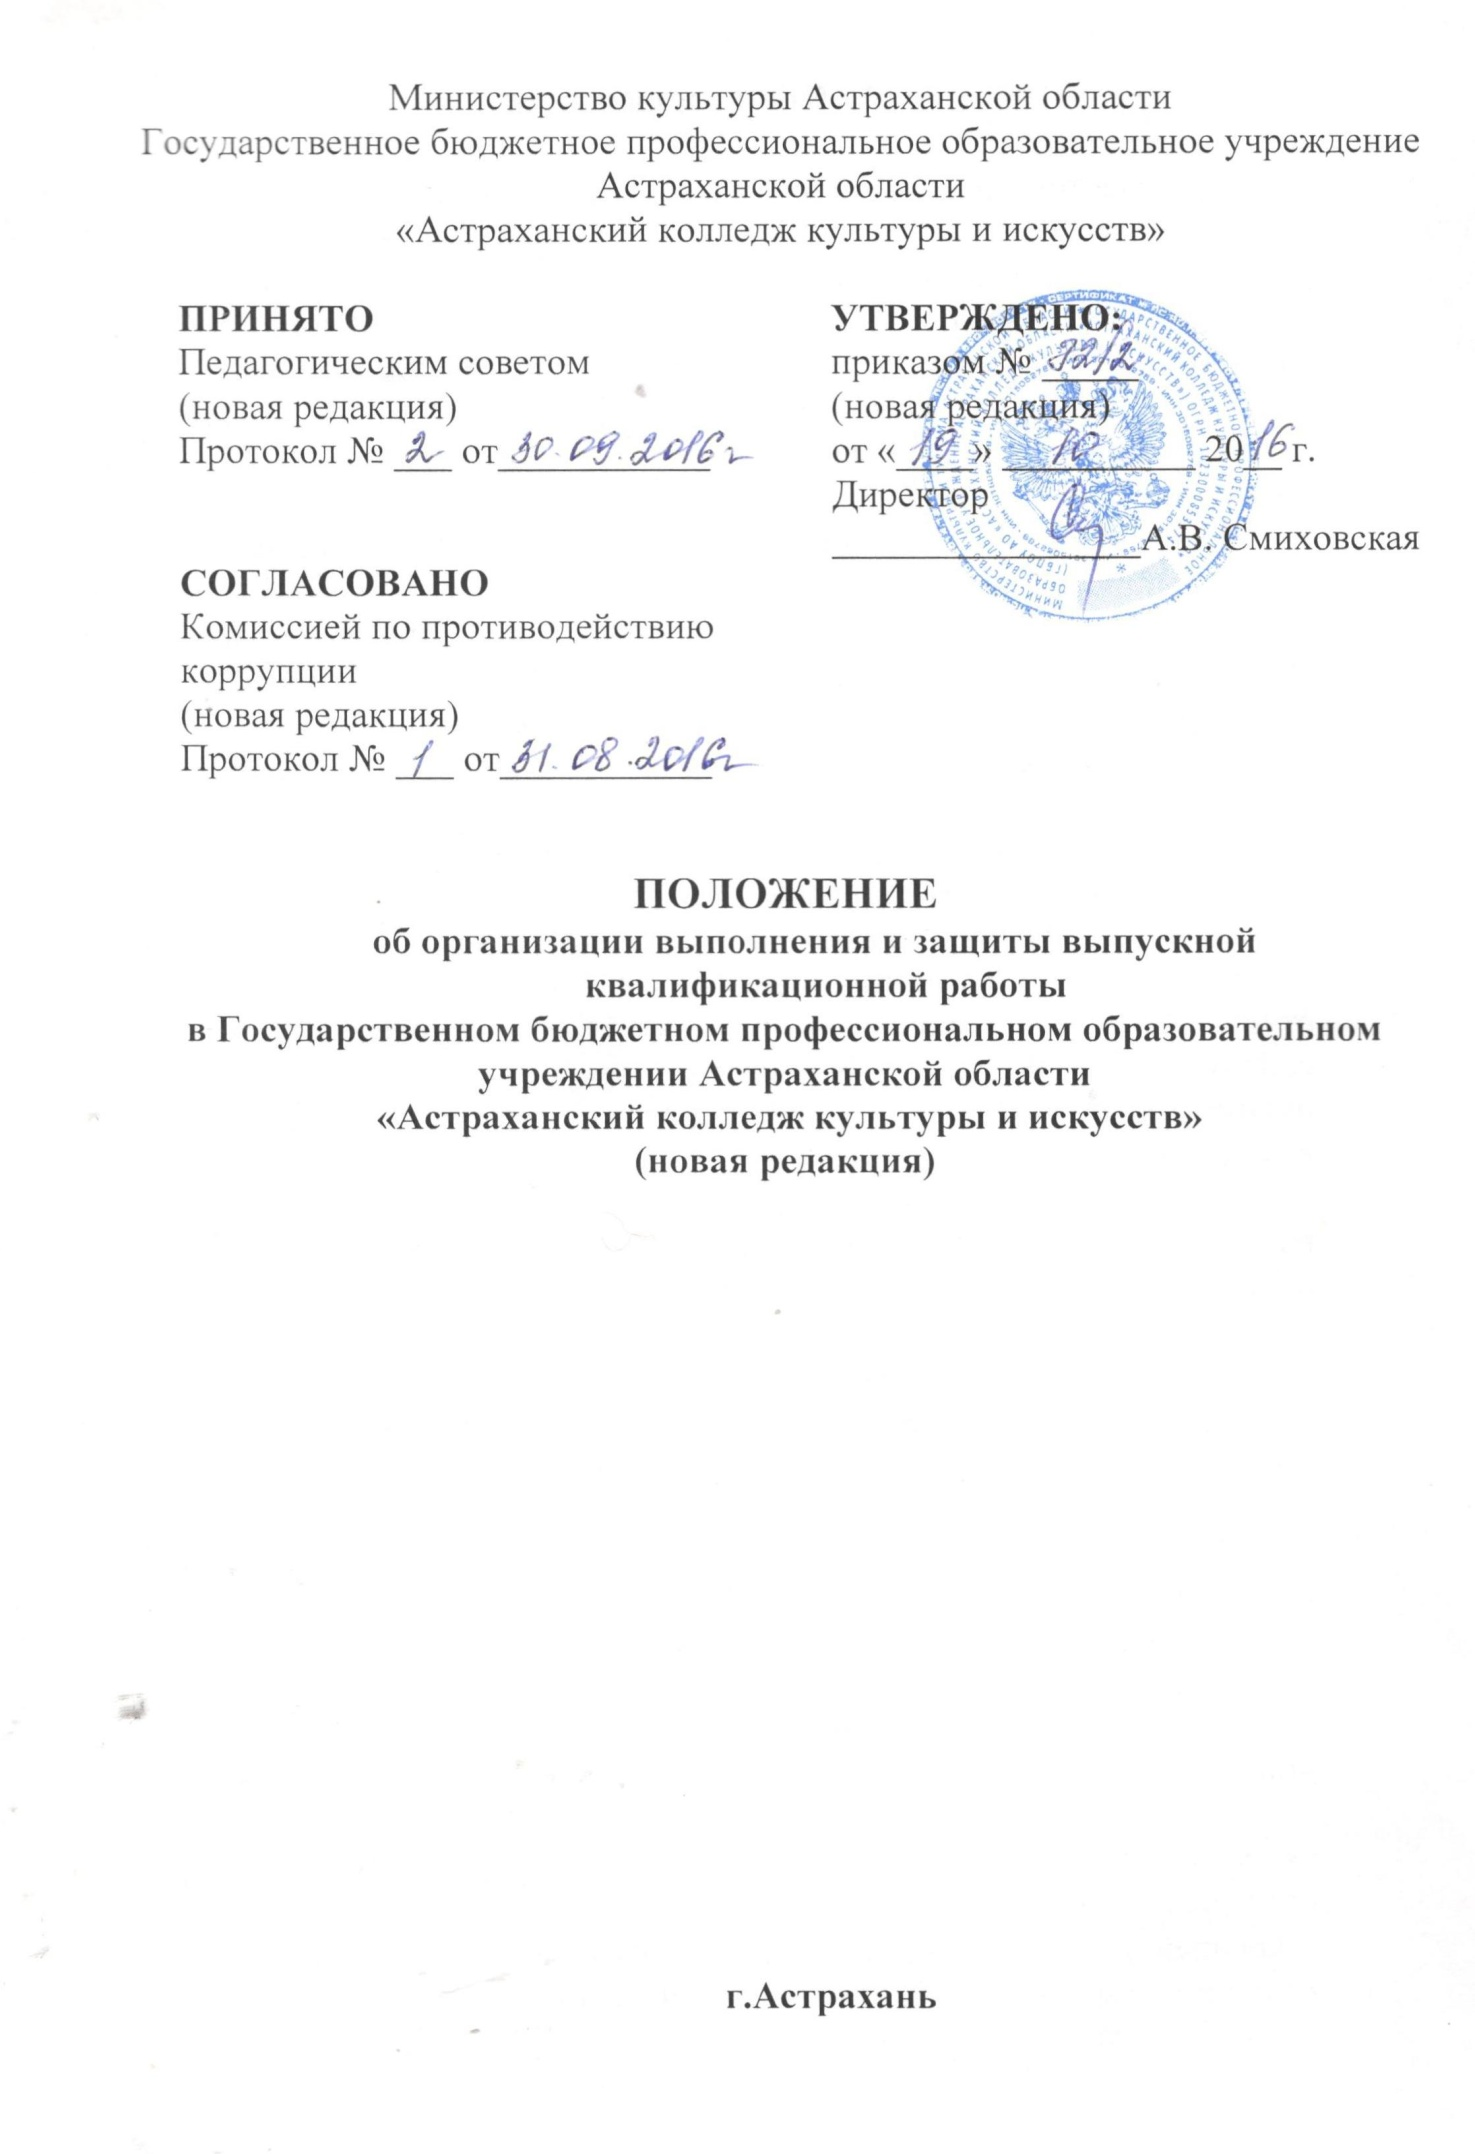 Министерство культуры Астраханской области
Государственное бюджетное профессиональное образовательное учреждение
Астраханской области
«Астраханский колледж культуры и искусств»
ПРИНЯТО
Педагогическим советом
(новая редакция)
Протокол № 2 от 30.09.2016г
УТВЕРЖДЕНО:
приказом №
(новая редакция)
от «19» 10 2016 г.
Директор
А.В. Смиховская
СОГЛАСОВАНО
Комиссией по противодействию
коррупции
(новая редакция)
Протокол № 1 от 31.08.2016г
ПОЛОЖЕНИЕ
об организации выполнения и защиты выпускной
квалификационной работы
в Государственном бюджетном профессиональном образовательном
учреждении Астраханской области
«Астраханский колледж культуры и искусств»
(новая редакция)
г.Астрахань